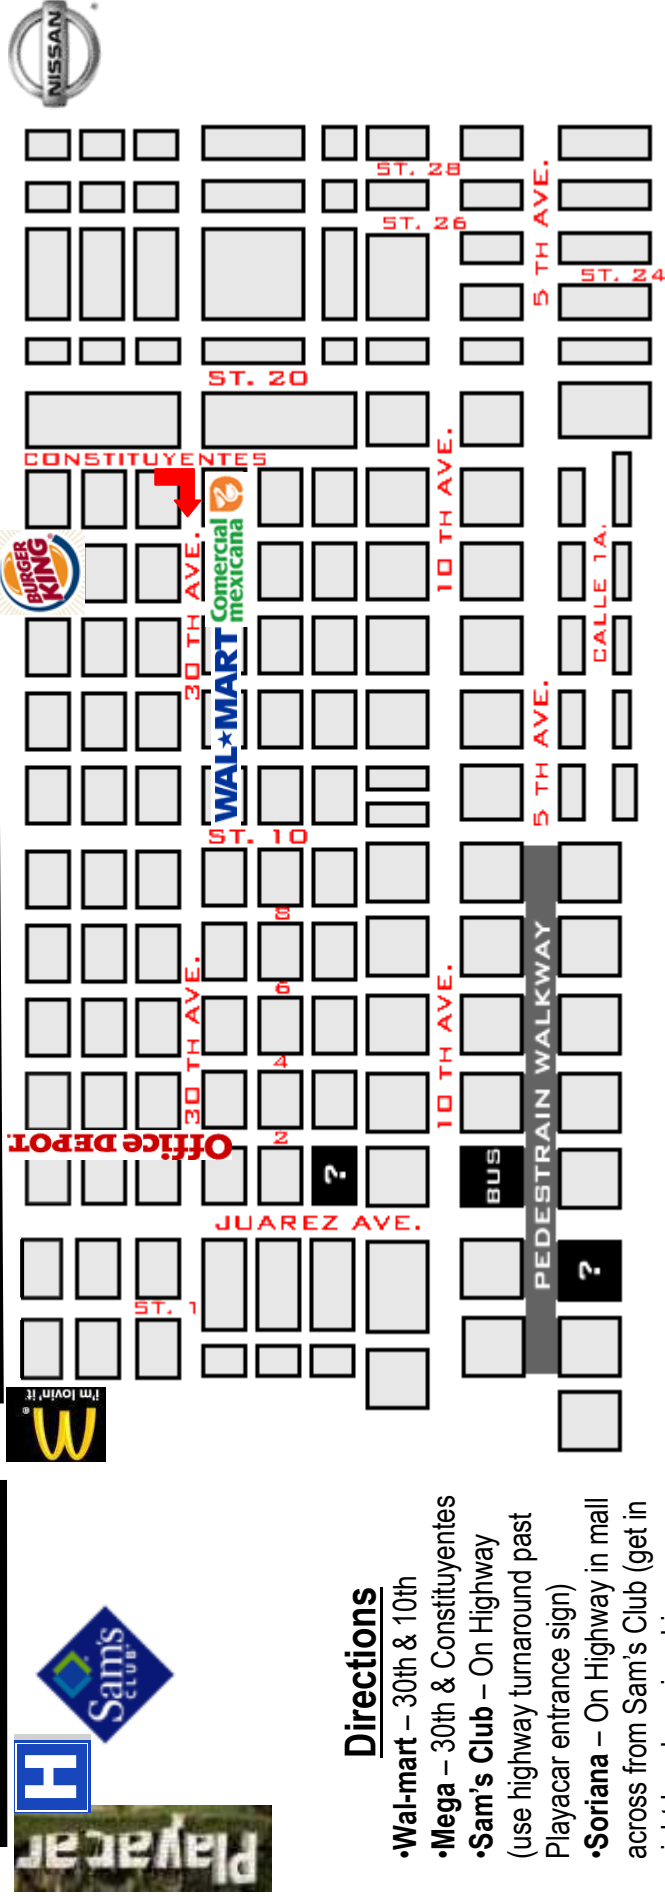 NISSAN
ST. 28
ST. 26
5 TH AVE.
ST. 24
ST. 20
CONSTITUYENTES
10 TH AVE.
BURGER
KING
30 TH AVE.
Comercial
mexicana
CALLE 1A.
WAL★MART
5 TH AVE.
ST. 10
8
6
4
2
30 TH AVE.
10 TH AVE.
PEDESTRAIN WALKWAY
Office DEPOT
?
BUS
JUAREZ AVE.
?
ST. 1
i'm lovin' it
Sam's
CLUB
H
Playacar
Directions
•Wal-mart – 30th & 10th
•Mega – 30th & Constituyentes
•Sam's Club – On Highway
(use highway turnaround past
Playacar entrance sign)
•Soriana – On Highway in mall
across from Sam's Club (get in